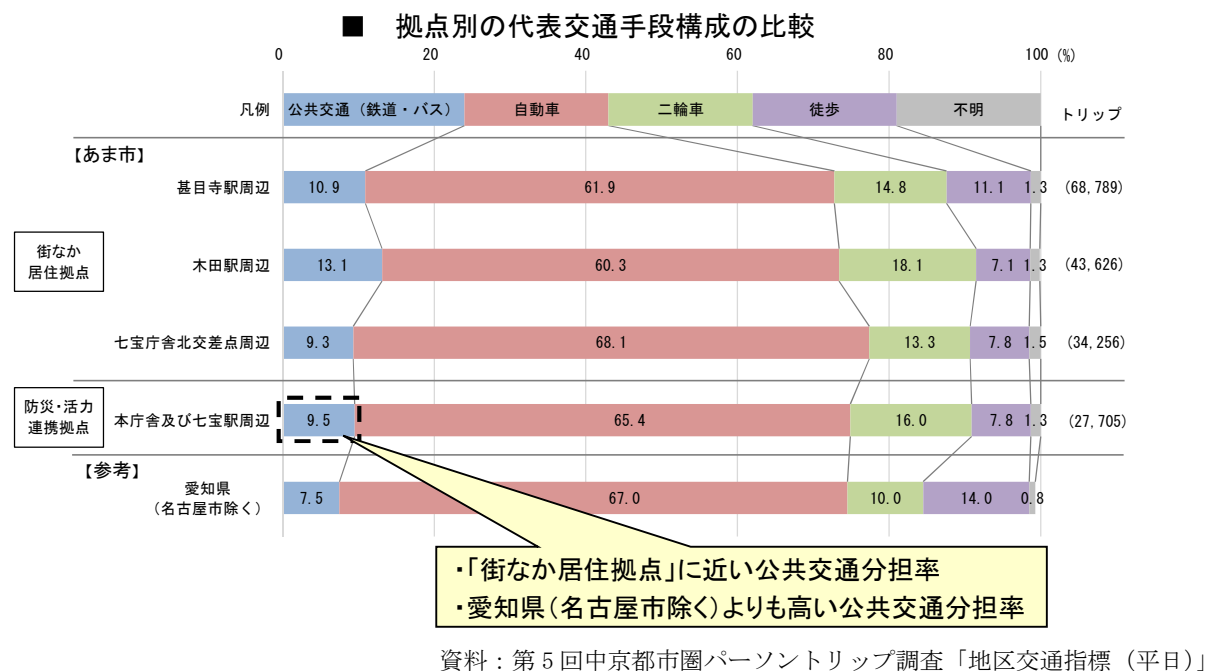 ■ 拠点別の代表交通手段構成の比較
0 20 40 60 80 100 (%)
凡例 公共交通（鉄道・バス） 自動車 二輪車 徒歩 不明 トリップ
【あま市】
甚目寺駅周辺 10.9 61.9 14.8 11.1 1.3 (68,789)
街なか
居住拠点
木田駅周辺 13.1 60.3 18.1 7.1 1.3 (43,626)
七宝庁舎北交差点周辺 9.3 68.1 13.3 7.8 1.5 (34,256)
防災・活力
連携拠点
本庁舎及び七宝駅周辺 9.5 65.4 16.0 7.8 1.3 (27,705)
【参考】
愛知県
（名古屋市除く） 7.5 67.0 10.0 14.0 0.8
・「街なか居住拠点」に近い公共交通分担率
・愛知県（名古屋市除く）よりも高い公共交通分担率
資料：第５回中京都市圏パーソントリップ調査「地区交通指標（平日）」